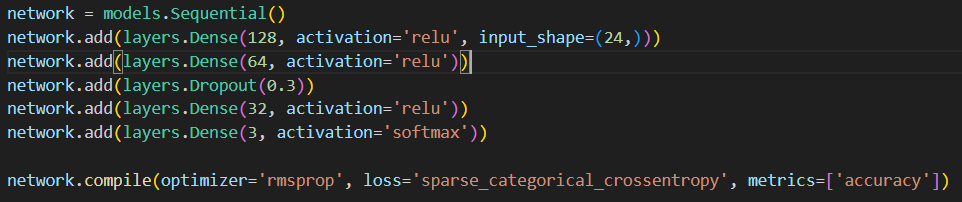 network = models.Sequential()
network.add(layers.Dense(128, activation='relu', input_shape=(24,)))
network.add(layers.Dense(64, activation='relu'))
network.add(layers.Dropout(0.3))
network.add(layers.Dense(32, activation='relu'))
network.add(layers.Dense(3, activation='softmax'))
network.compile(optimizer='rmsprop', loss='sparse_categorical_crossentropy', metrics=['accuracy'])